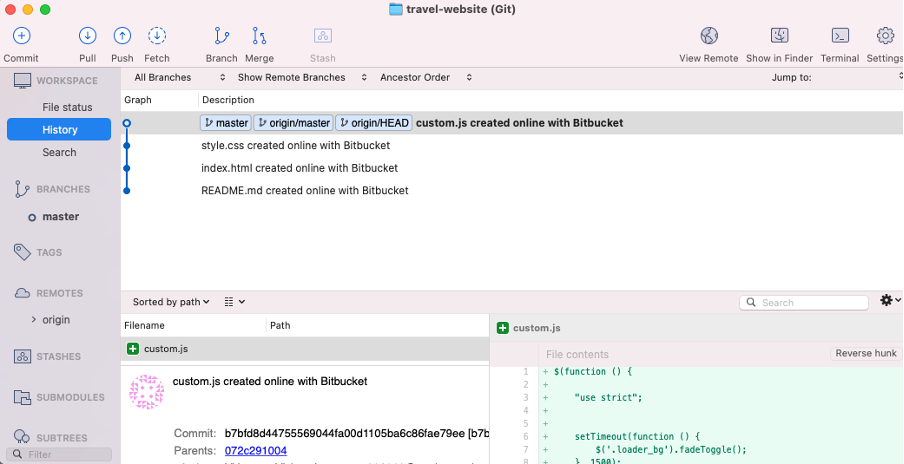 travel-website (Git)
Commit Pull Push Fetch Branch Merge Stash View Remote Show in Finder Terminal Settings
WORKSPACE
File status
History
Search
BRANCHES
master
TAGS
REMOTES
origin
STASHES
SUBMODULES
SUBTREES
Filter
All Branches Show Remote Branches Ancestor Order Jump to:
Graph Description
master origin/master origin/HEAD custom.js created online with Bitbucket
style.css created online with Bitbucket
index.html created online with Bitbucket
README.md created online with Bitbucket
Sorted by path Search
Filename Path
custom.js
custom.js created online with Bitbucket
Commit: b7bfd8d44755569044fa00d1105ba6c86fae79ee [b7b
Parents: 072c291004
custom.js
File contents Reverse hunk
1 + $(function () {
2 +
3 + "use strict";
4 +
5 +
6 + setTimeout(function () {
7 + $('.loader_bg').fadeToggle();
8 + }, 1500);